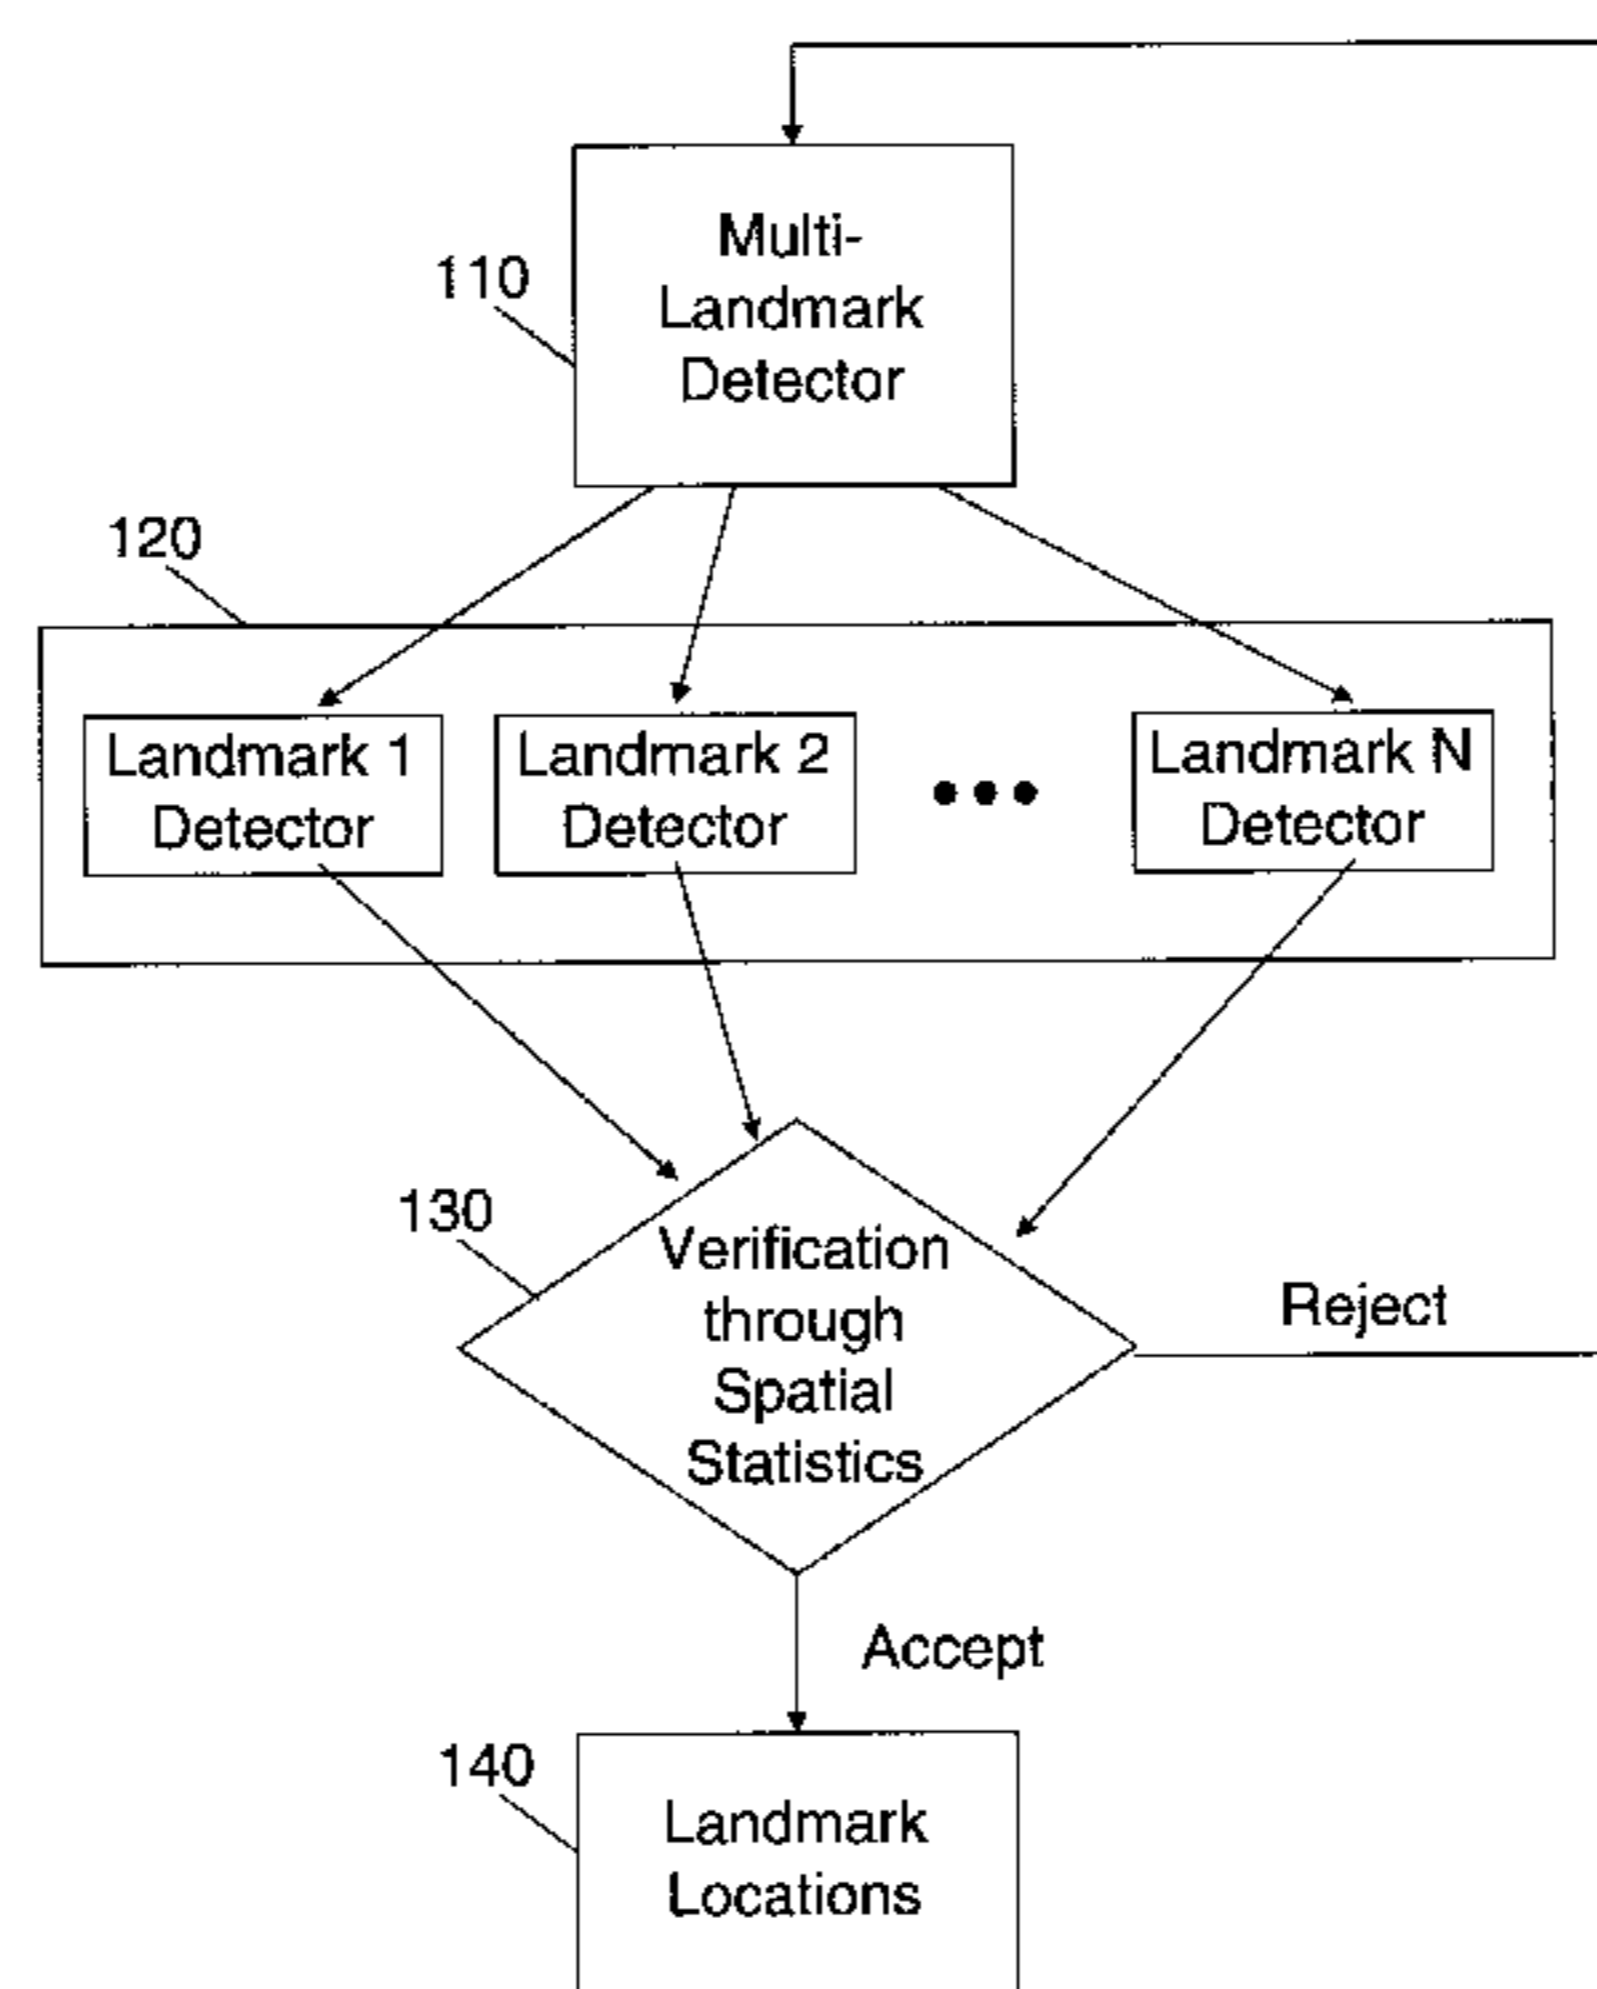 110
Multi-
Landmark
Detector
120
Landmark 1
Detector
Landmark 2
Detector
Landmark N
Detector
130
Verification
through
Spatial
Statistics
Reject
Accept
140
Landmark
Locations